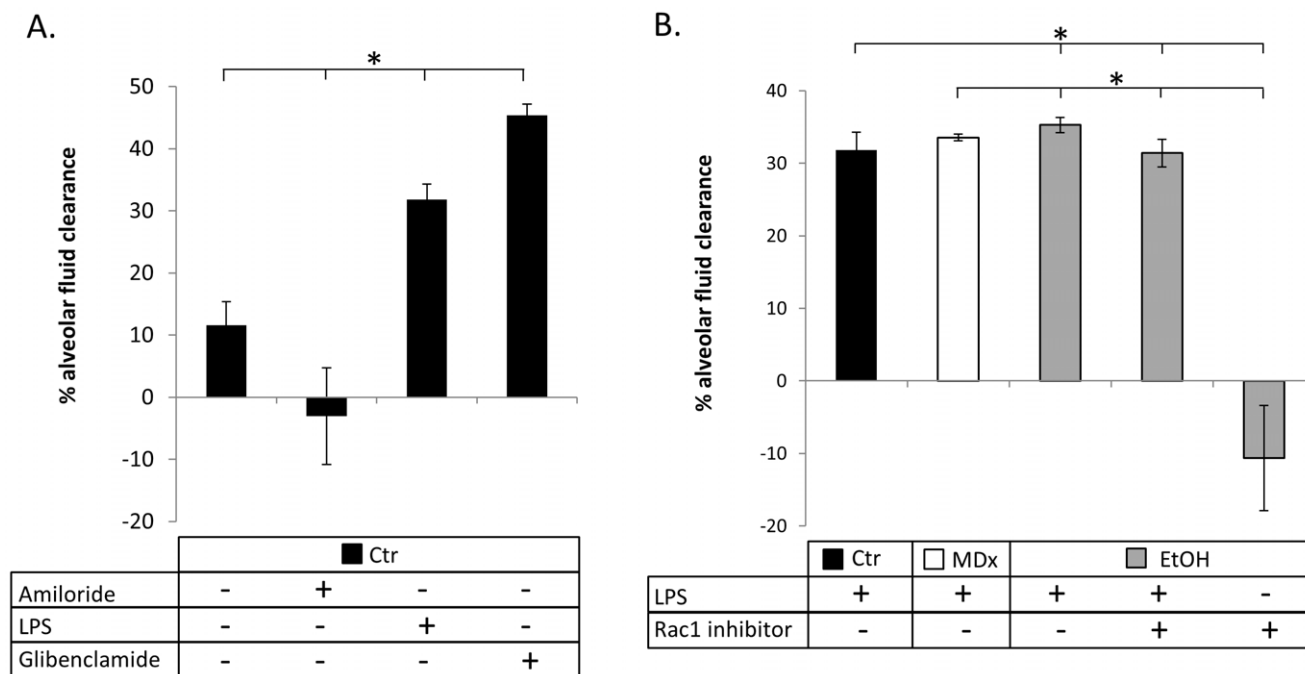 A.
*
% alveolar fluid clearance
50
40
30
20
10
0
-10
-20
Ctr
Amiloride - + - -
LPS - - + -
Glibenclamide - - - +
B.
*
*
% alveolar fluid clearance
40
30
20
10
0
-10
-20
Ctr MDx EtOH
LPS + + + + -
Rac1 inhibitor - - - + +